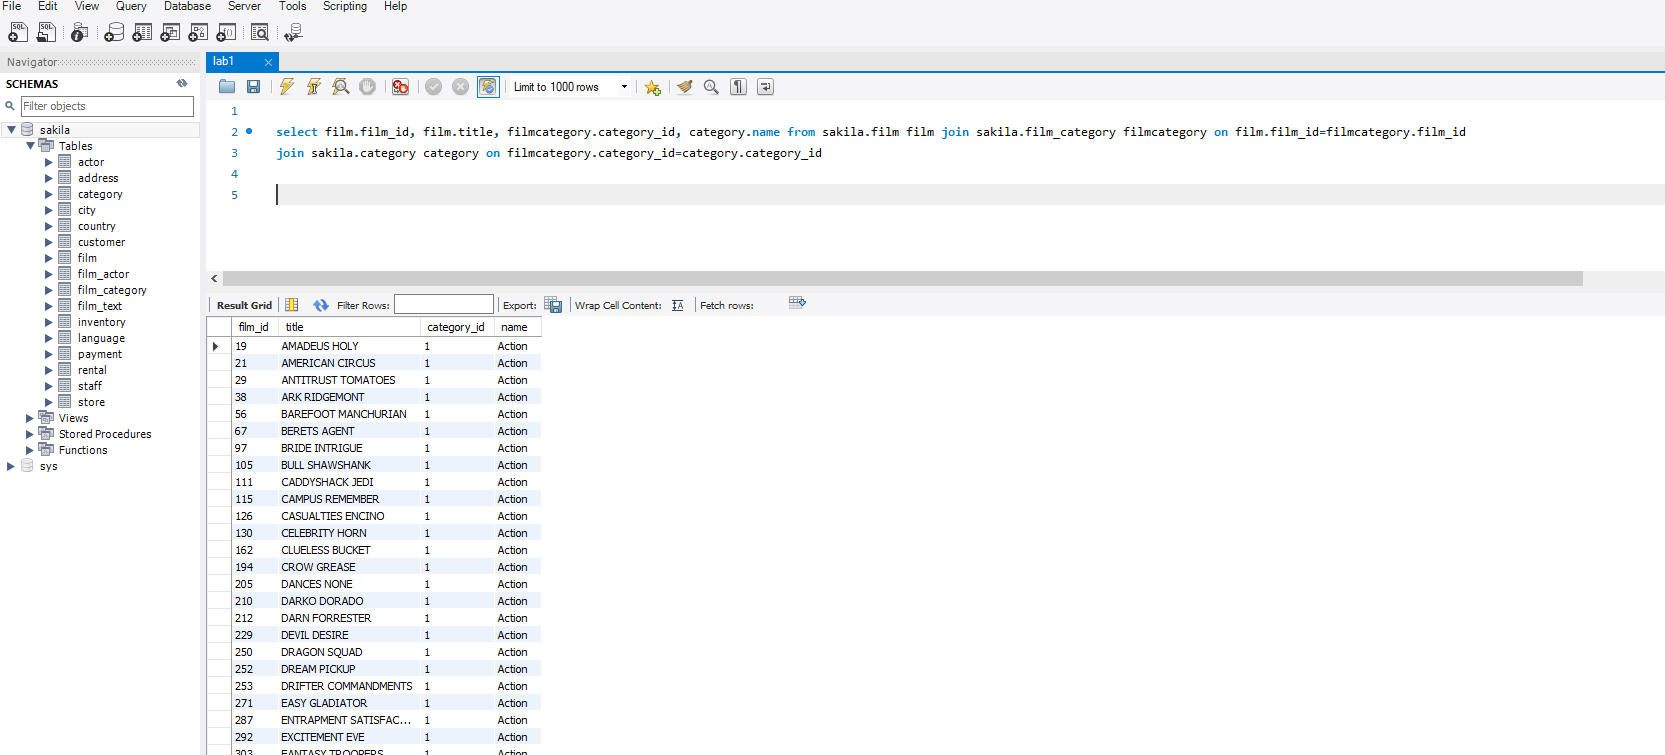 File Edit View Query Database Server Tools Scripting Help
Navigator
SCHEMAS
Filter objects
sakila
Tables
actor
address
category
city
country
customer
film
film_actor
film_category
film_text
inventory
language
payment
rental
staff
store
Views
Stored Procedures
Functions
sys
lab1
Limit to 1000 rows
1
2 select film.film_id, film.title, filmcategory.category_id, category.name from sakila.film film join sakila.film_category filmcategory on film.film_id=filmcategory.film_id
3 join sakila.category category on filmcategory.category_id=category.category_id
4
5
Result Grid Filter Rows: Export: Wrap Cell Content: Fetch rows:
film_id title category_id name
19 AMADEUS HOLY 1 Action
21 AMERICAN CIRCUS 1 Action
29 ANTITRUST TOMATOES 1 Action
38 ARK RIDGEMONT 1 Action
56 BAREFOOT MANCHURIAN 1 Action
67 BERETS AGENT 1 Action
97 BRIDE INTRIGUE 1 Action
105 BULL SHAWSHANK 1 Action
111 CADDYSHACK JEDI 1 Action
115 CAMPUS REMEMBER 1 Action
126 CASUALTIES ENCINO 1 Action
130 CELEBRITY HORN 1 Action
162 CLUELESS BUCKET 1 Action
194 CROW GREASE 1 Action
205 DANCES NONE 1 Action
210 DARKO DORADO 1 Action
212 DARN FORRESTER 1 Action
229 DEVIL DESIRE 1 Action
250 DRAGON SQUAD 1 Action
252 DREAM PICKUP 1 Action
253 DRIFTER COMMANDMENTS 1 Action
271 EASY GLADIATOR 1 Action
287 ENTRAPMENT SATISFAC... 1 Action
292 EXCITEMENT EVE 1 Action
303 FANTASY TROOPERS 1 Action